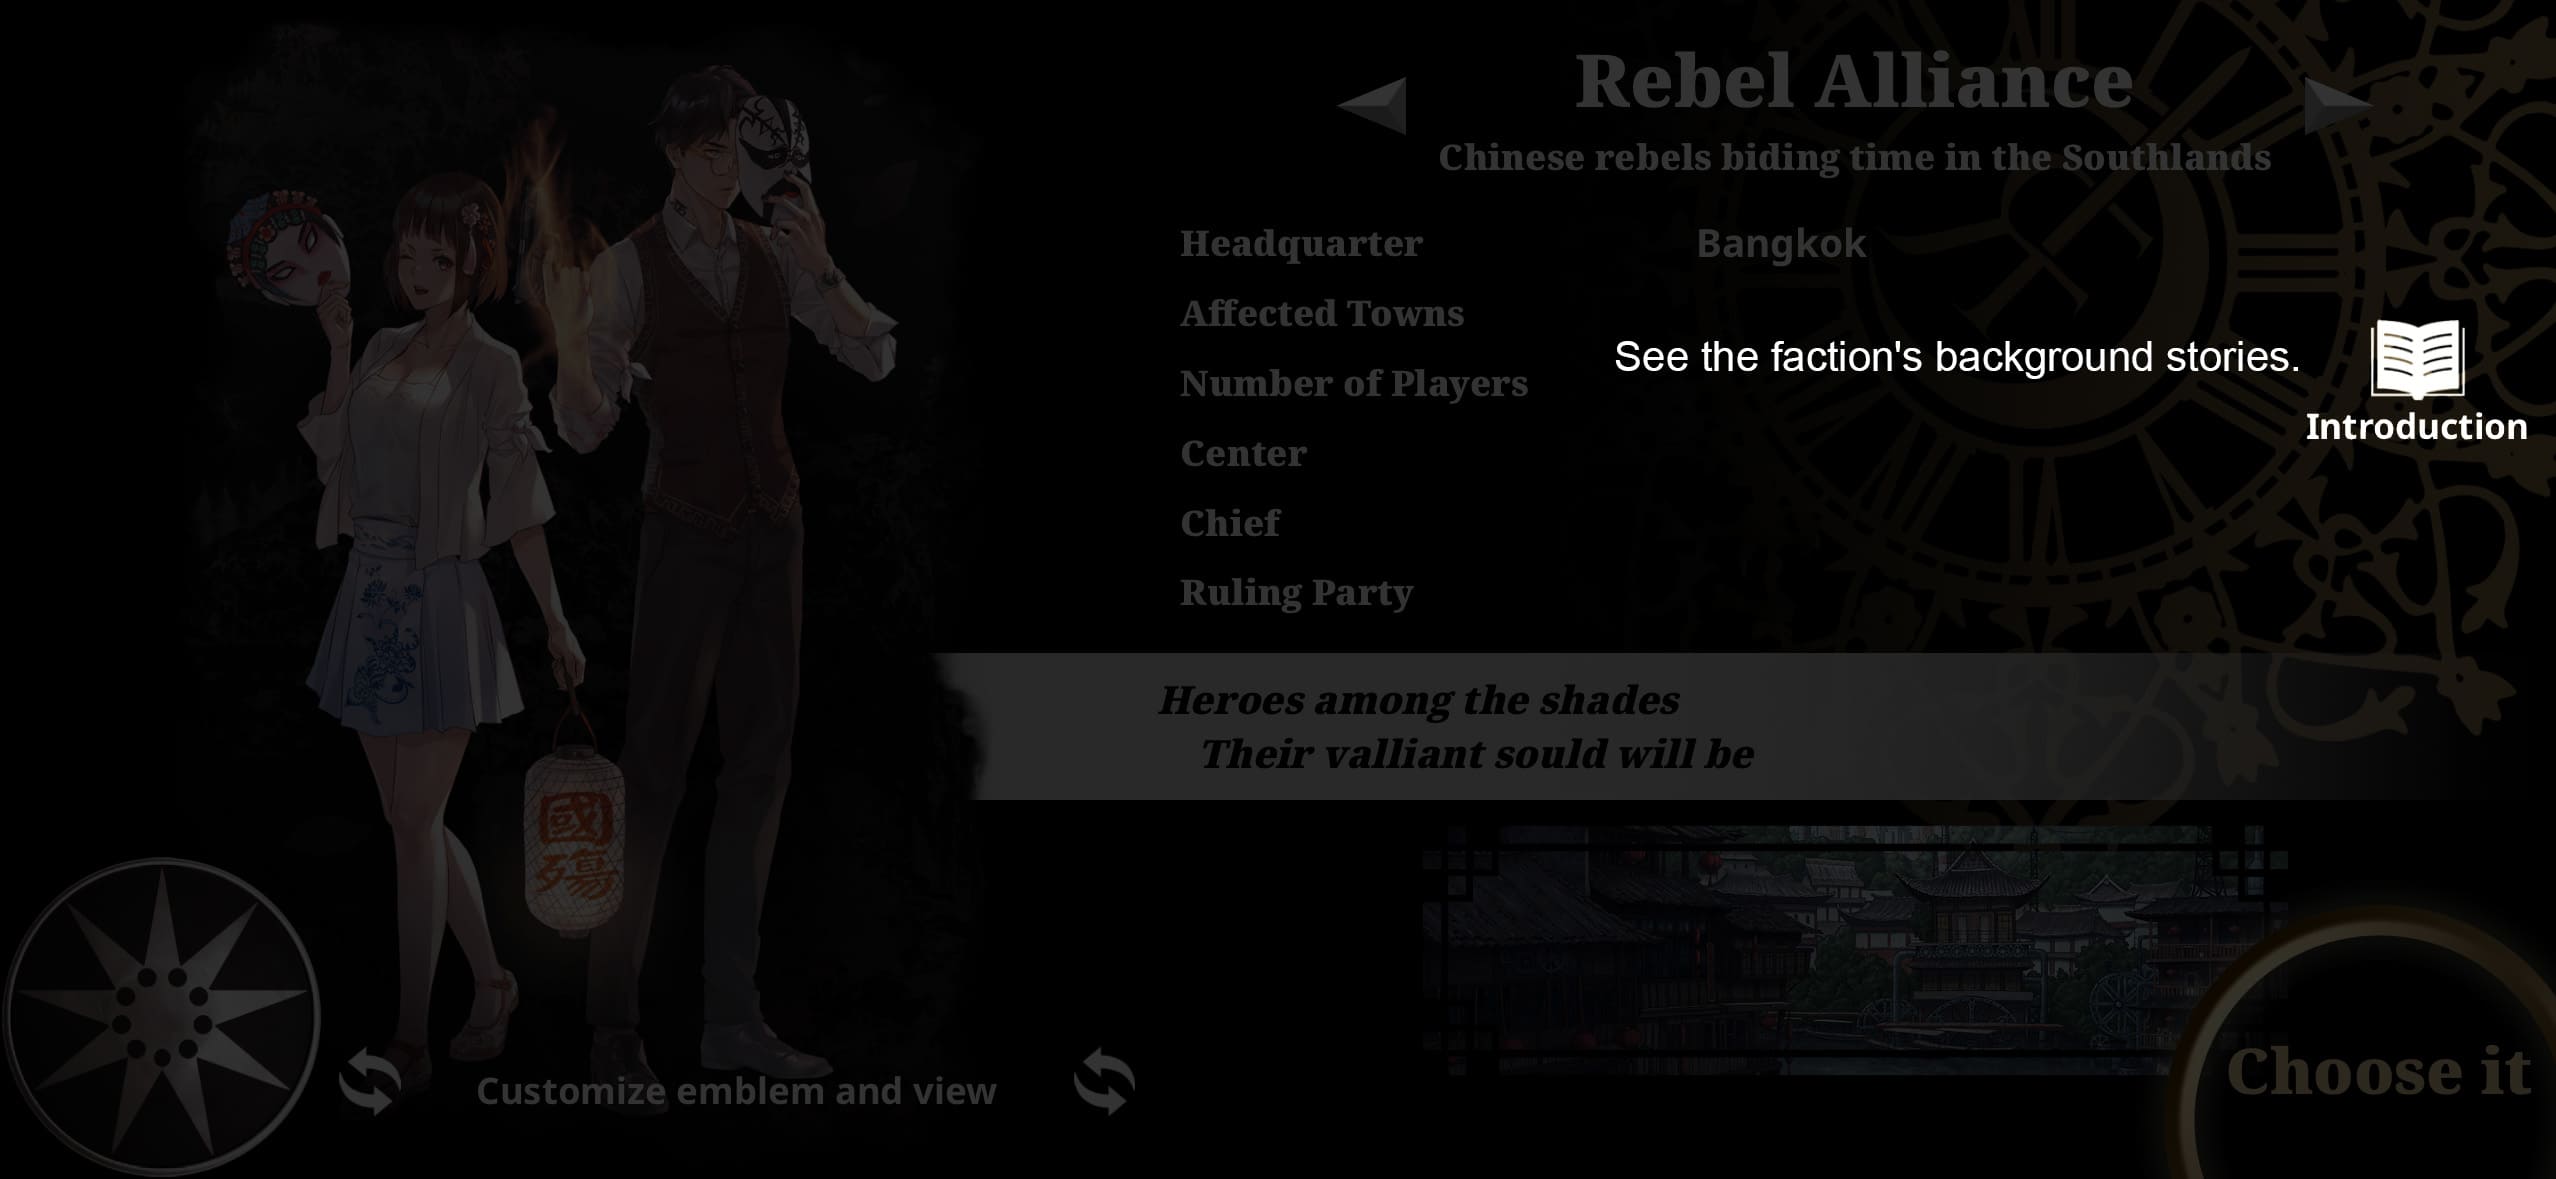 Rebel Alliance
Chinese rebels biding time in the Southlands
Headquarter Bangkok
Affected Towns
See the faction's background stories.
Number of Players
Introduction
Center
Chief
Ruling Party
Heroes among the shades
Their valliant sould will be
國殤
Customize emblem and view
Choose it